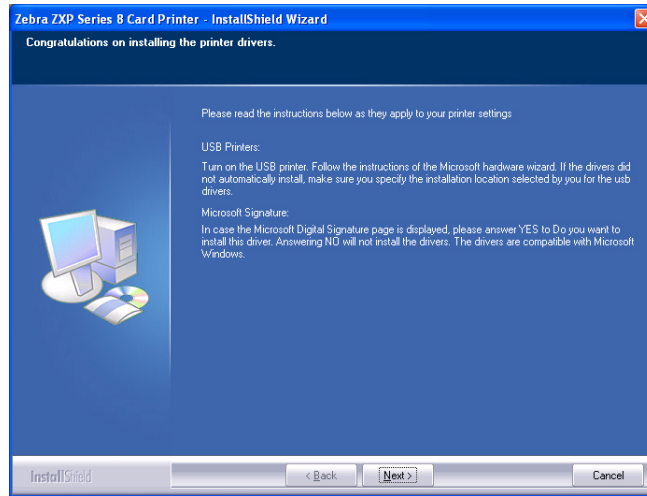 Zebra ZXP Series 8 Card Printer - InstallShield Wizard
Congratulations on installing the printer drivers.
Please read the instructions below as they apply to your printer settings
USB Printers:
Turn on the USB printer. Follow the instructions of the Microsoft hardware wizard. If the drivers did
not automatically install, make sure you specify the installation location selected by you for the usb
drivers.
Microsoft Signature:
In case the Microsoft Digital Signature page is displayed, please answer YES to Do you want to
install this driver. Answering NO will not install the drivers. The drivers are compatible with Microsoft
Windows.
InstallShield
< Back
Next >
Cancel